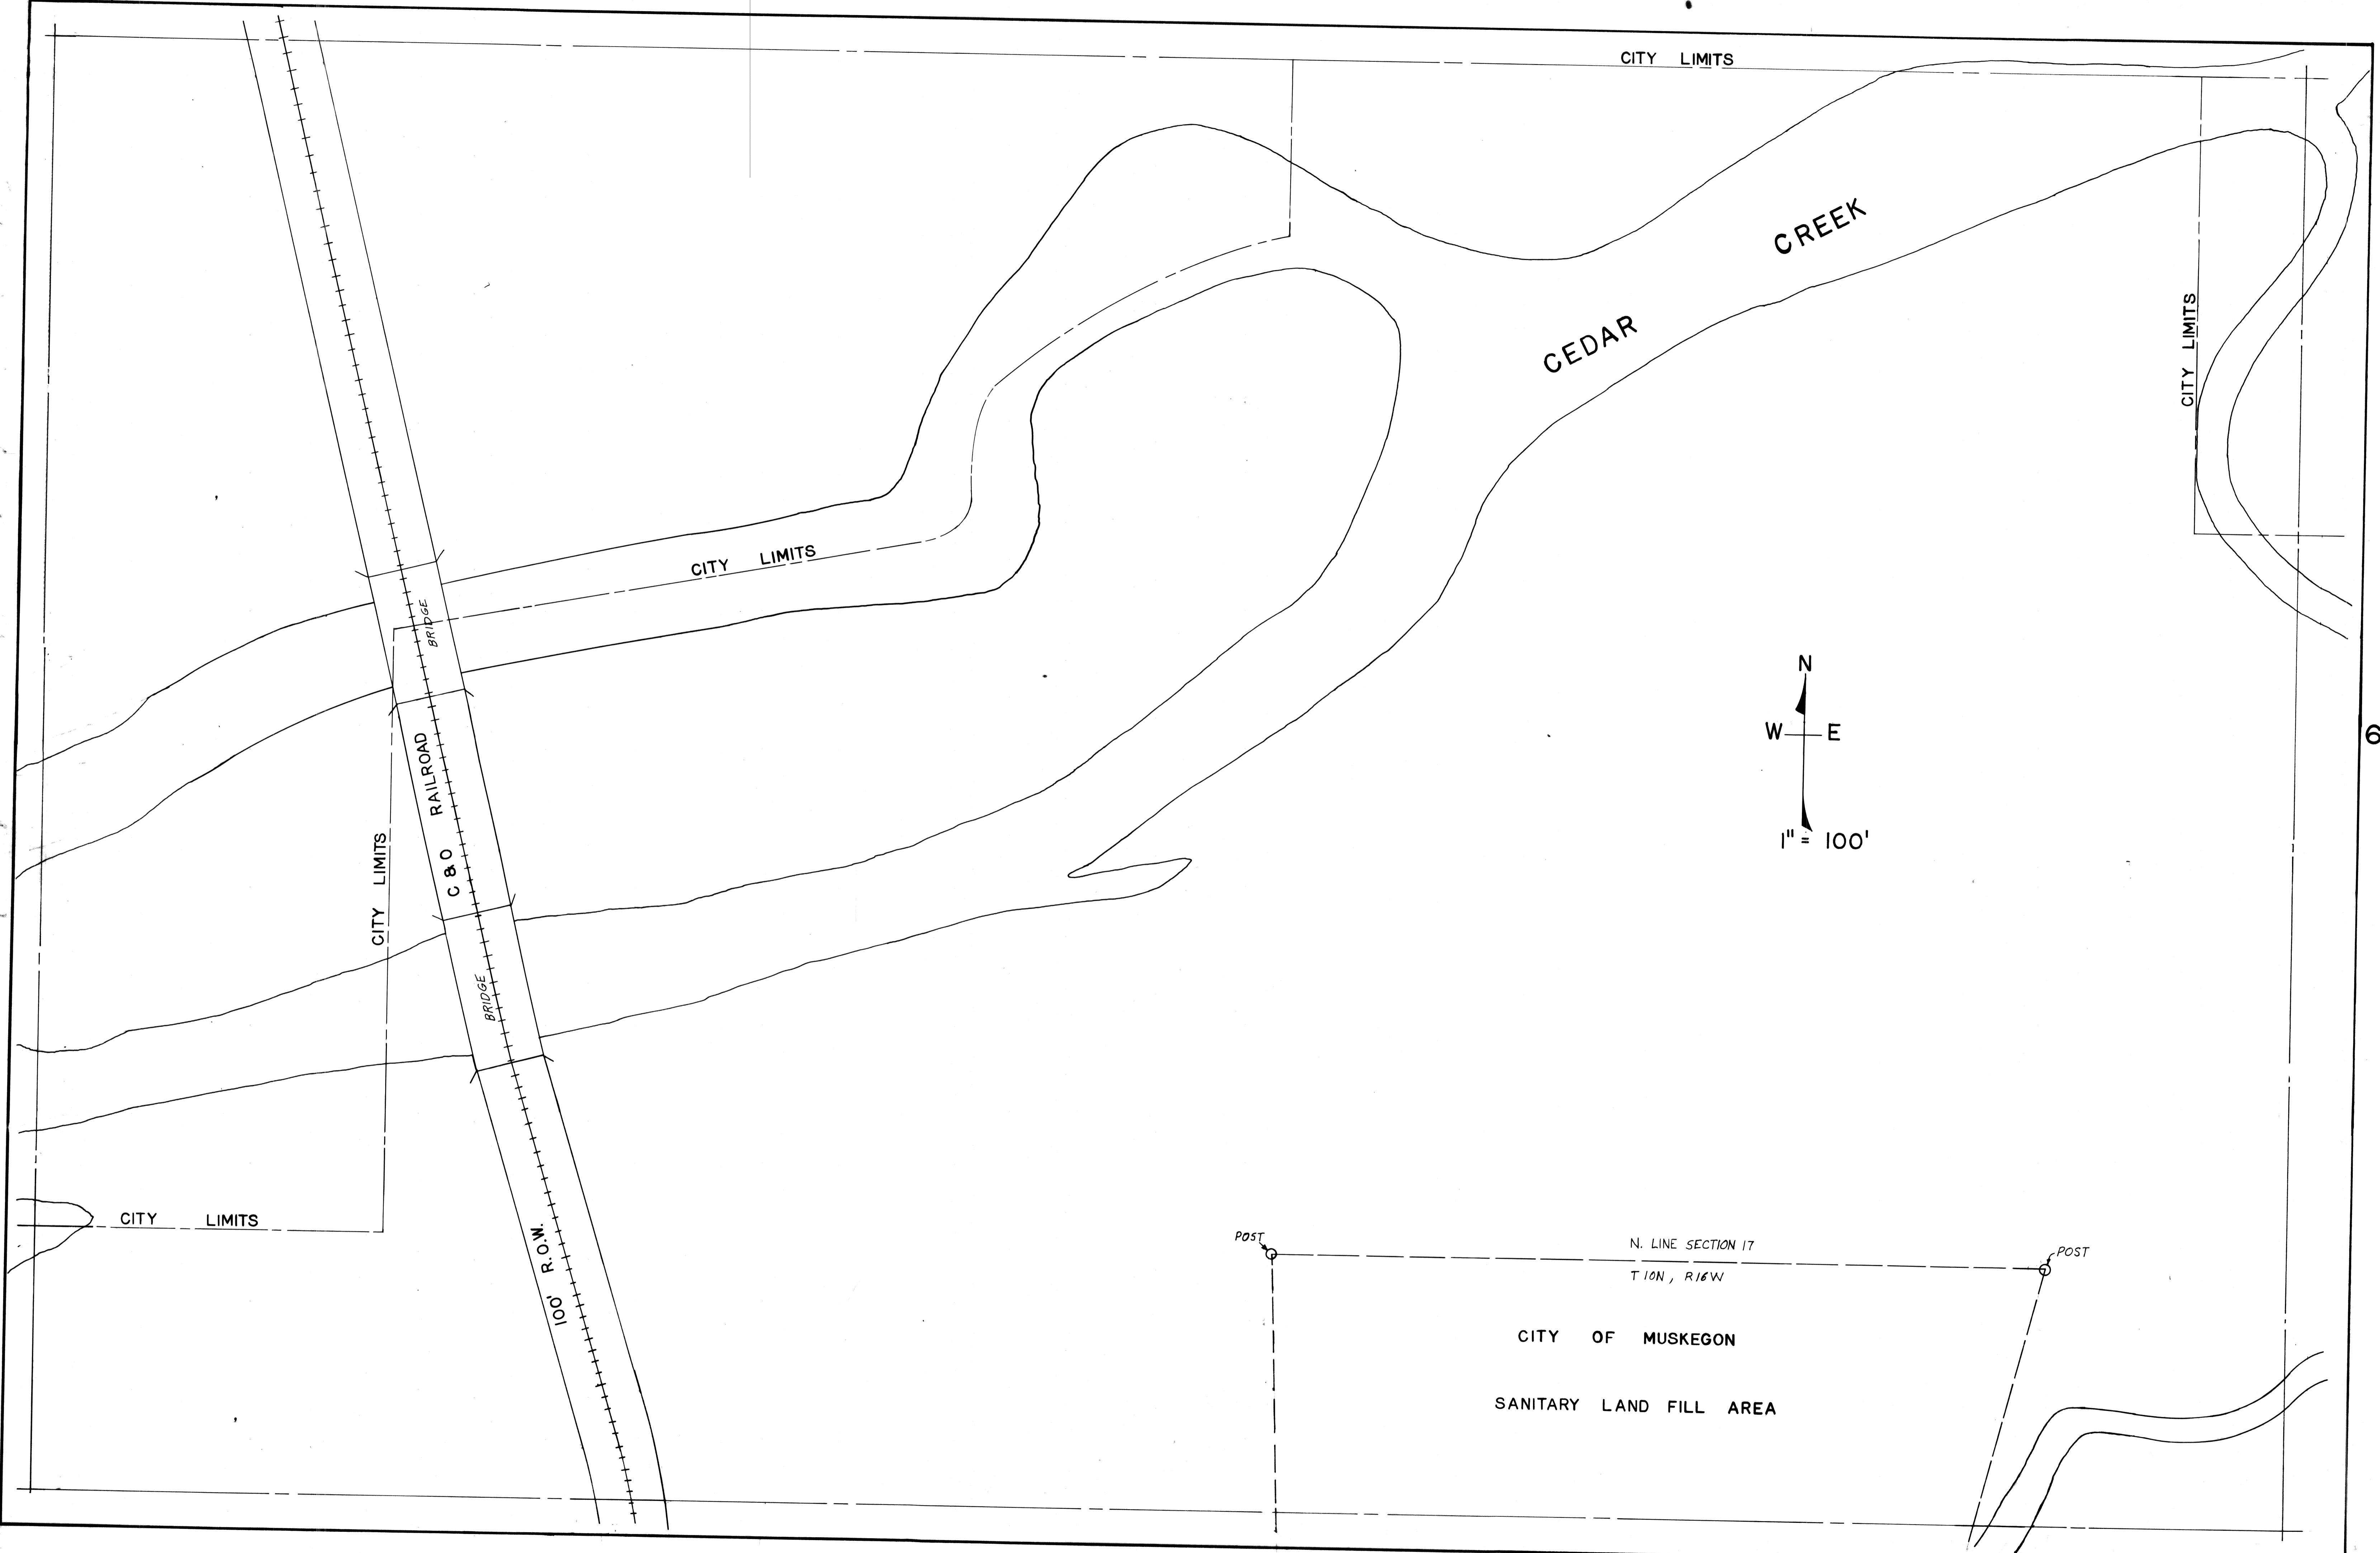 CITY LIMITS
CREEK
CEDAR
CITY LIMITS
CITY LIMITS
BRIDGE
N
W E
1" = 100'
6
C & O RAILROAD
CITY LIMITS
BRIDGE
CITY LIMITS
100' R.O.W.
POST
N. LINE SECTION 17
POST
T 10N, R16W
CITY OF MUSKEGON
SANITARY LAND FILL AREA